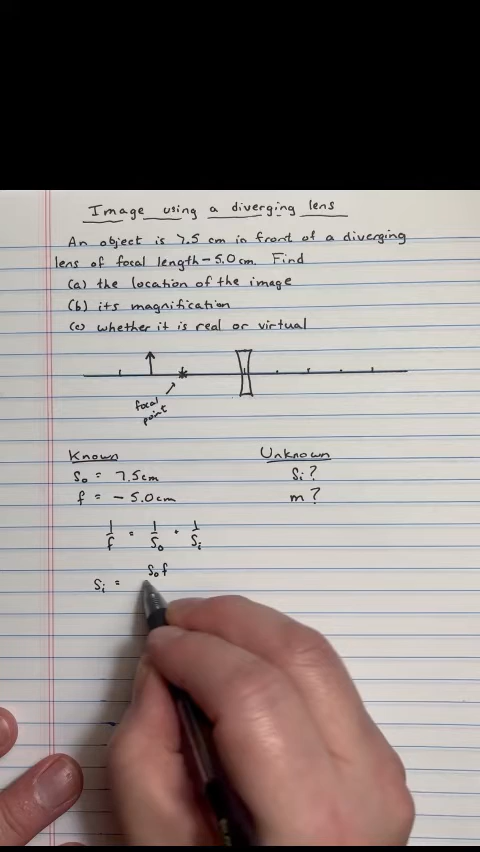 Image using a diverging lens
An object is 7.5 cm in front of a diverging
lens of focal length -5.0 cm. Find
(a) the location of the image
(b) its magnification
(c) whether it is real or virtual
focal
point
Known
Unknown
So = 7.5cm
Si?
f = -5.0cm
m?
1/f = 1/So + 1/Si
Si = Sof